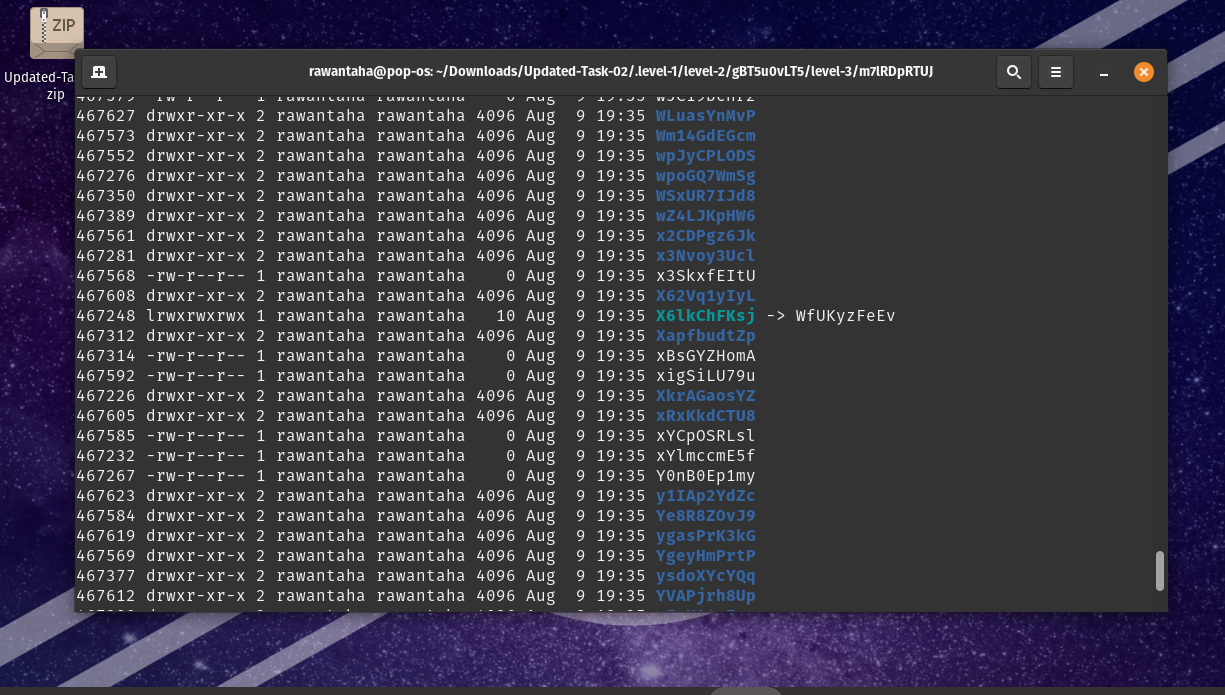 ZIP
Updated-Ta
zip
rawantaha@pop-os: ~/Downloads/Updated-Task-02/.level-1/level-2/gBT5u0vLT5/level-3/m7lRDpRTUJ
467627 drwxr-xr-x 2 rawantaha rawantaha 4096 Aug  9 19:35 WLuasYnMvP
467573 drwxr-xr-x 2 rawantaha rawantaha 4096 Aug  9 19:35 Wm14GdEGcm
467552 drwxr-xr-x 2 rawantaha rawantaha 4096 Aug  9 19:35 wpJyCPLODS
467276 drwxr-xr-x 2 rawantaha rawantaha 4096 Aug  9 19:35 wpoGQ7WmSg
467350 drwxr-xr-x 2 rawantaha rawantaha 4096 Aug  9 19:35 WSxUR7IJd8
467389 drwxr-xr-x 2 rawantaha rawantaha 4096 Aug  9 19:35 wZ4LJKpHW6
467561 drwxr-xr-x 2 rawantaha rawantaha 4096 Aug  9 19:35 x2CDPgz6Jk
467281 drwxr-xr-x 2 rawantaha rawantaha 4096 Aug  9 19:35 x3Nvoy3Ucl
467568 -rw-r--r-- 1 rawantaha rawantaha    0 Aug  9 19:35 x3SkxfEItU
467608 drwxr-xr-x 2 rawantaha rawantaha 4096 Aug  9 19:35 X62Vq1yIyL
467248 lrwxrwxrwx 1 rawantaha rawantaha   10 Aug  9 19:35 X6lkChFKsj -> WfUKyzFeEv
467312 drwxr-xr-x 2 rawantaha rawantaha 4096 Aug  9 19:35 XapfbudtZp
467314 -rw-r--r-- 1 rawantaha rawantaha    0 Aug  9 19:35 xBsGYZHomA
467592 -rw-r--r-- 1 rawantaha rawantaha    0 Aug  9 19:35 xigSiLU79u
467226 drwxr-xr-x 2 rawantaha rawantaha 4096 Aug  9 19:35 XkrAGaosYZ
467605 drwxr-xr-x 2 rawantaha rawantaha 4096 Aug  9 19:35 xRxKkdCTU8
467585 -rw-r--r-- 1 rawantaha rawantaha    0 Aug  9 19:35 xYCpOSRLsl
467232 -rw-r--r-- 1 rawantaha rawantaha    0 Aug  9 19:35 xYlmccmE5f
467267 -rw-r--r-- 1 rawantaha rawantaha    0 Aug  9 19:35 Y0nB0Ep1my
467623 drwxr-xr-x 2 rawantaha rawantaha 4096 Aug  9 19:35 y1IAp2YdZc
467584 drwxr-xr-x 2 rawantaha rawantaha 4096 Aug  9 19:35 Ye8R8ZOvJ9
467619 drwxr-xr-x 2 rawantaha rawantaha 4096 Aug  9 19:35 ygasPrK3kG
467569 drwxr-xr-x 2 rawantaha rawantaha 4096 Aug  9 19:35 YgeyHmPrtP
467377 drwxr-xr-x 2 rawantaha rawantaha 4096 Aug  9 19:35 ysdoXYcYQq
467612 drwxr-xr-x 2 rawantaha rawantaha 4096 Aug  9 19:35 YVAPjrh8Up